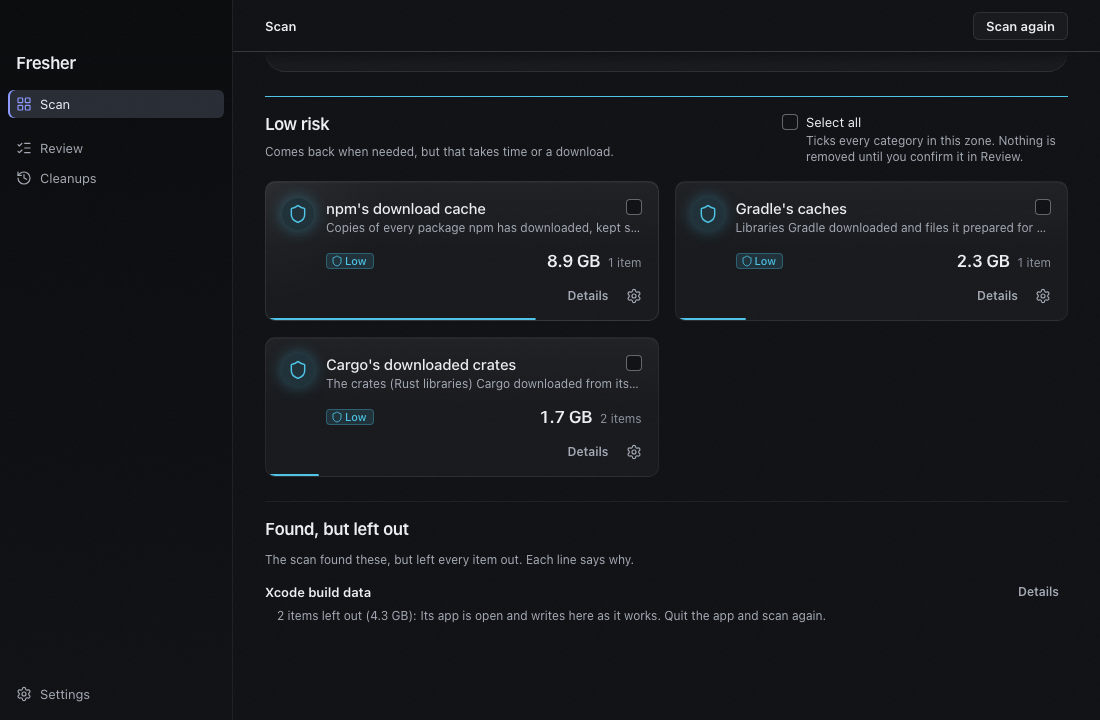 Fresher
Scan
Review
Cleanups
Settings
Scan
Scan again
Low risk
Comes back when needed, but that takes time or a download.
Select all
Ticks every category in this zone. Nothing is
removed until you confirm it in Review.
npm's download cache
Copies of every package npm has downloaded, kept s…
Low
8.9 GB 1 item
Details
Gradle's caches
Libraries Gradle downloaded and files it prepared for …
Low
2.3 GB 1 item
Details
Cargo's downloaded crates
The crates (Rust libraries) Cargo downloaded from its…
Low
1.7 GB 2 items
Details
Found, but left out
The scan found these, but left every item out. Each line says why.
Xcode build data
Details
2 items left out (4.3 GB): Its app is open and writes here as it works. Quit the app and scan again.